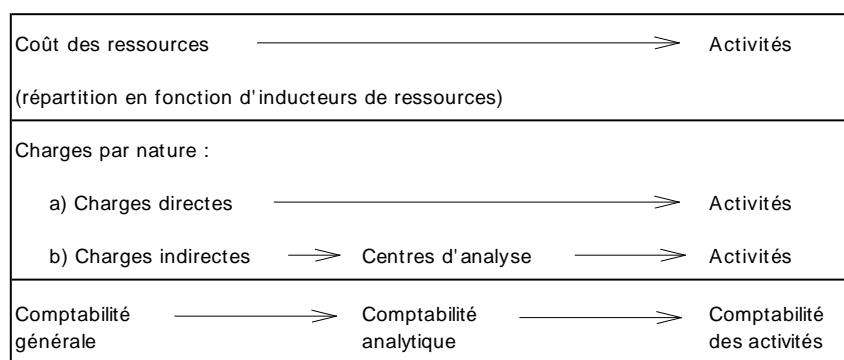 Coût des ressources Activités
(répartition en fonction d'inducteurs de ressources)
Charges par nature :
a) Charges directes Activités
b) Charges indirectes Centres d'analyse Activités
Comptabilité Comptabilité Comptabilité
générale analytique des activités